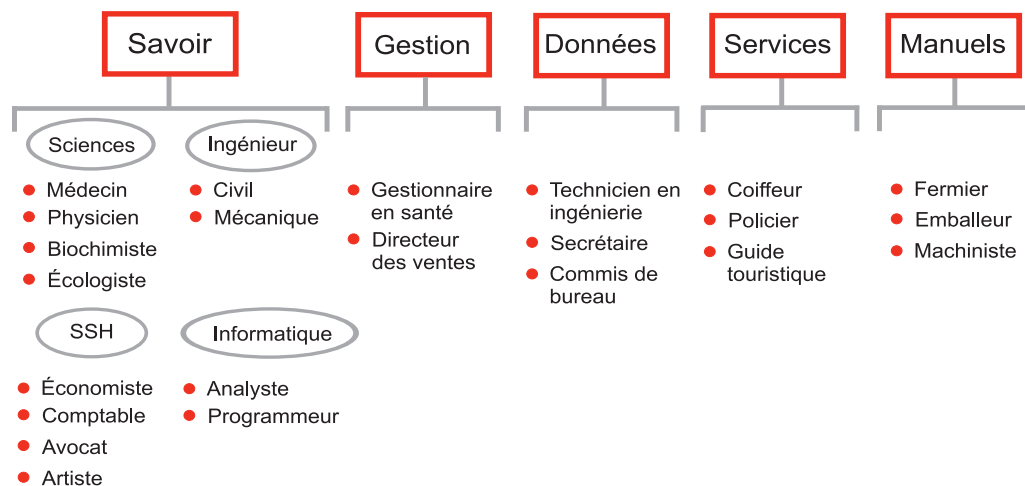 Savoir
Gestion
Données
Services
Manuels
Sciences
Ingénieur
Médecin
Physicien
Biochimiste
Écologiste
Civil
Mécanique
SSH
Informatique
Économiste
Comptable
Avocat
Artiste
Analyste
Programmeur
Gestionnaire
en santé
Directeur
des ventes
Technicien en
ingénierie
Secrétaire
Commis de
bureau
Coiffeur
Policier
Guide
touristique
Fermier
Emballeur
Machiniste